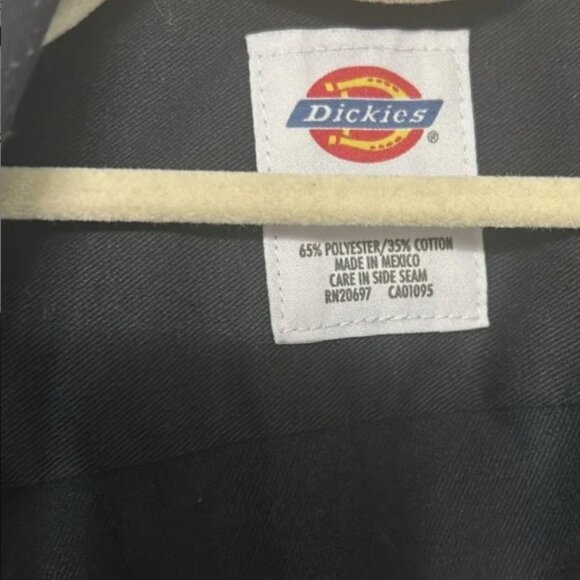 Dickies
®
65% POLYESTER/35% COTTON
MADE IN MEXICO
CARE IN SIDE SEAM
RN20697 CA01095